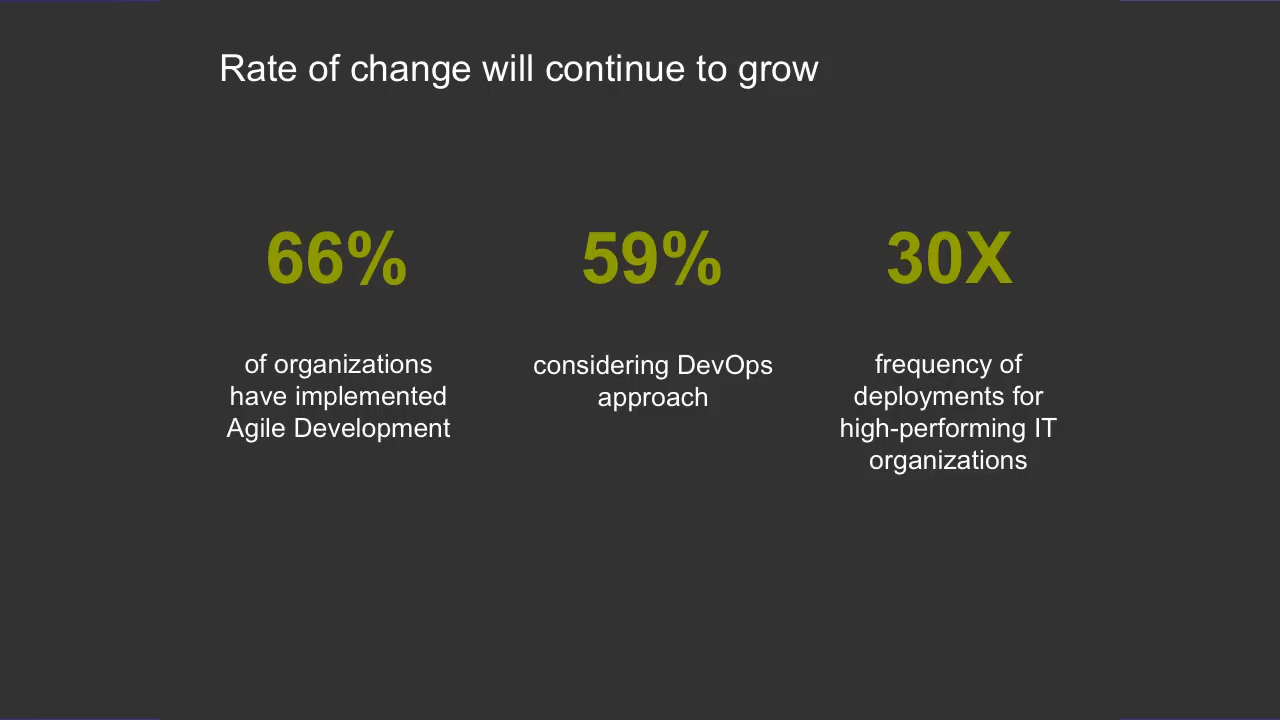 Rate of change will continue to grow
66%
of organizations
have implemented
Agile Development
59%
considering DevOps
approach
30X
frequency of
deployments for
high-performing IT
organizations